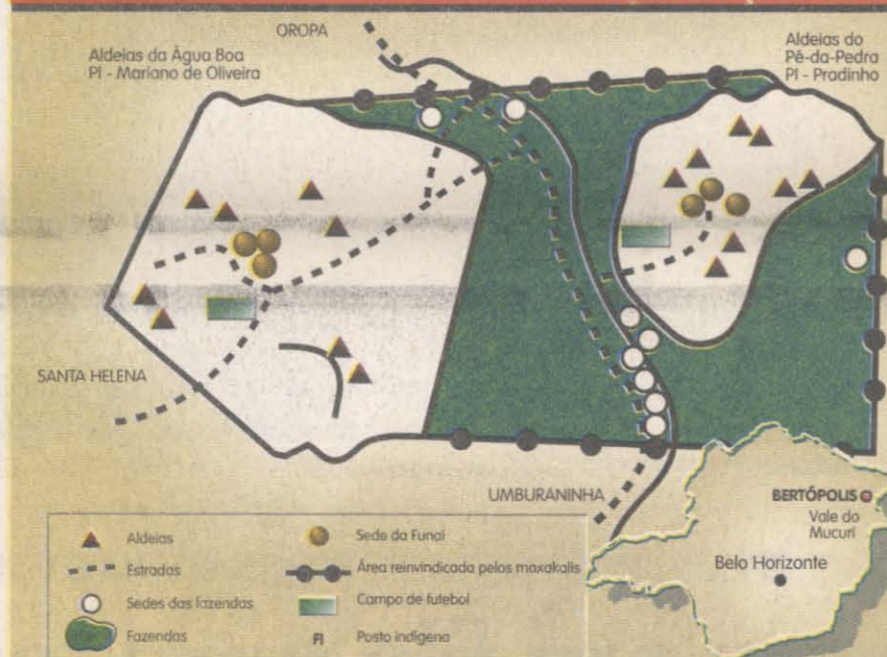 OROPA
Aldeias da Água Boa
PI - Mariano de Oliveira
Aldeias do
Pé-da-Pedra
PI - Pradinho
SANTA HELENA
UMBURANINHA
BERTÓPOLIS
Vale do
Mucuri
Belo Horizonte
Aldeias
Estradas
Sedes das fazendas
Fazendas
Sede da Funai
Área reinvindicada pelos maxakalis
Campo de futebol
PI
Posto indígena